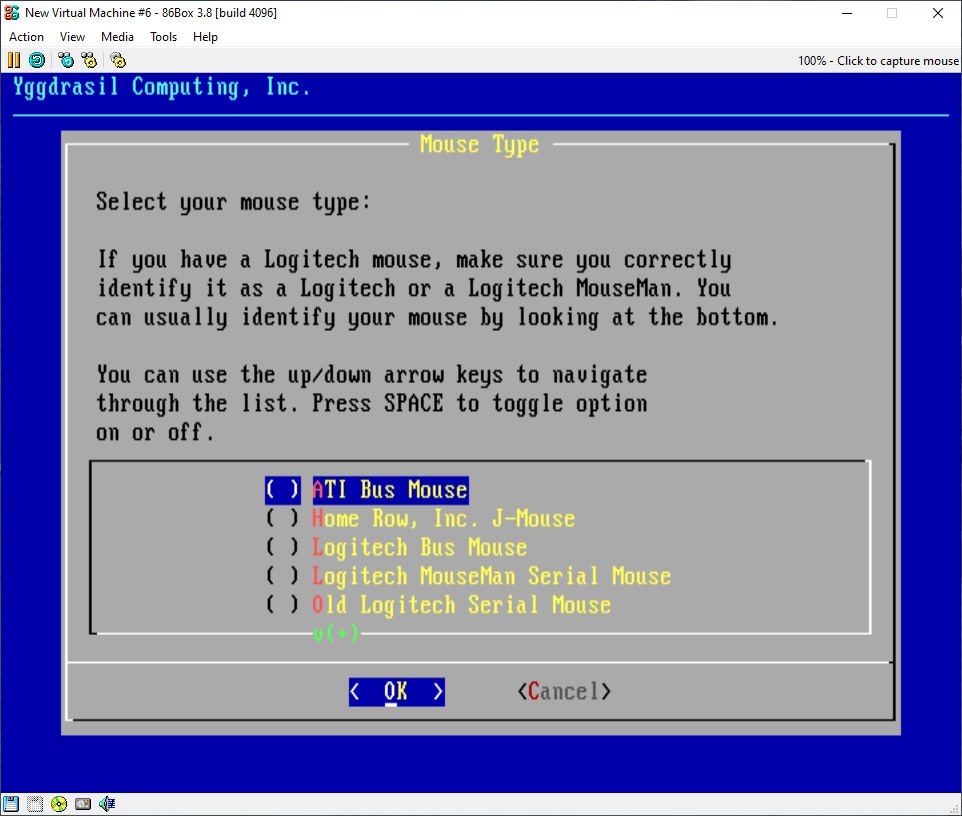 New Virtual Machine #6 - 86Box 3.8 [build 4096]
Action View Media Tools Help
100% - Click to capture mouse
Yggdrasil Computing, Inc.
Mouse Type
Select your mouse type:
If you have a Logitech mouse, make sure you correctly
identify it as a Logitech or a Logitech MouseMan. You
can usually identify your mouse by looking at the bottom.
You can use the up/down arrow keys to navigate
through the list. Press SPACE to toggle option
on or off.
( ) ATI Bus Mouse
( ) Home Row, Inc. J-Mouse
( ) Logitech Bus Mouse
( ) Logitech MouseMan Serial Mouse
( ) Old Logitech Serial Mouse
v(+)
< OK > <Cancel>